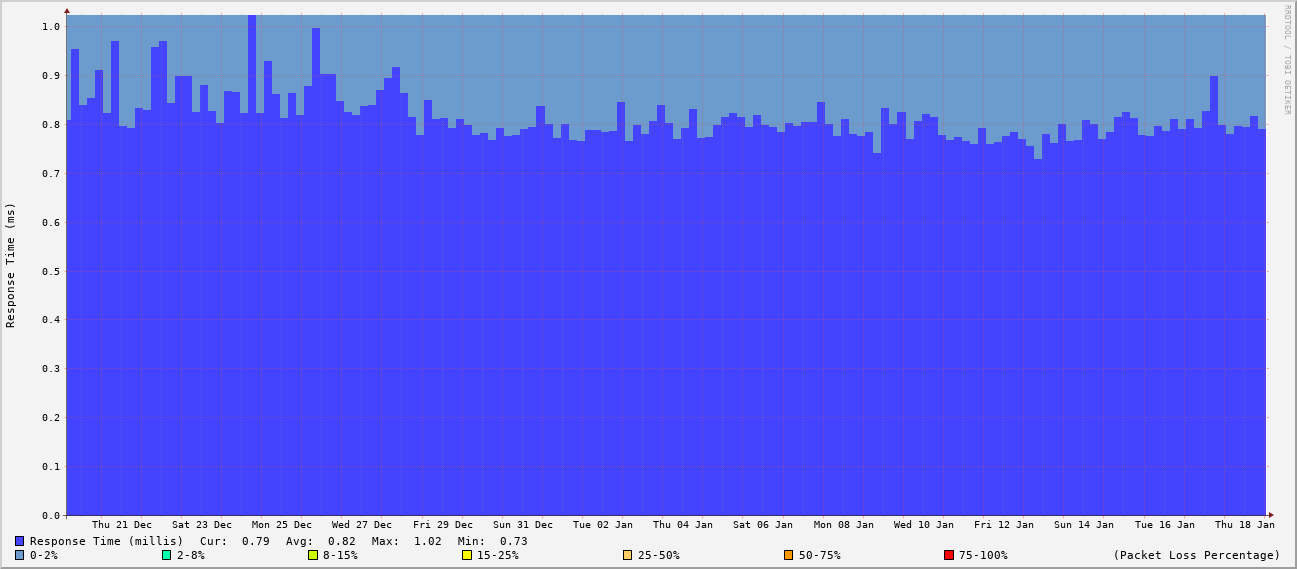 RRDTOOL / TOBI OETIKER
Response Time (ms)
1.0
0.9
0.8
0.7
0.6
0.5
0.4
0.3
0.2
0.1
0.0
Thu 21 Dec Sat 23 Dec Mon 25 Dec Wed 27 Dec Fri 29 Dec Sun 31 Dec Tue 02 Jan Thu 04 Jan Sat 06 Jan Mon 08 Jan Wed 10 Jan Fri 12 Jan Sun 14 Jan Tue 16 Jan Thu 18 Jan
Response Time (millis) Cur: 0.79 Avg: 0.82 Max: 1.02 Min: 0.73
0-2% 2-8% 8-15% 15-25% 25-50% 50-75% 75-100% (Packet Loss Percentage)